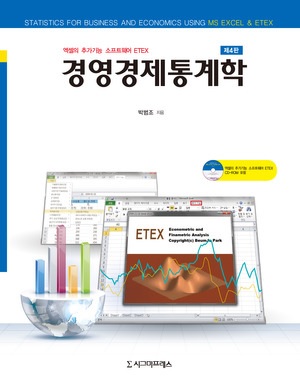 STATISTICS FOR BUSINESS AND ECONOMICS USING MS EXCEL & ETEX
엑셀의 추가기능 소프트웨어 ETEX
제4판
경영경제통계학
박범조 지음
엑셀의 추가기능 소프트웨어 ETEX
CD-ROM 포함
ETEX
Econometric and
Financial Analysis
Copyright(c) Beum-Jo Park
Σ 시그마프레스